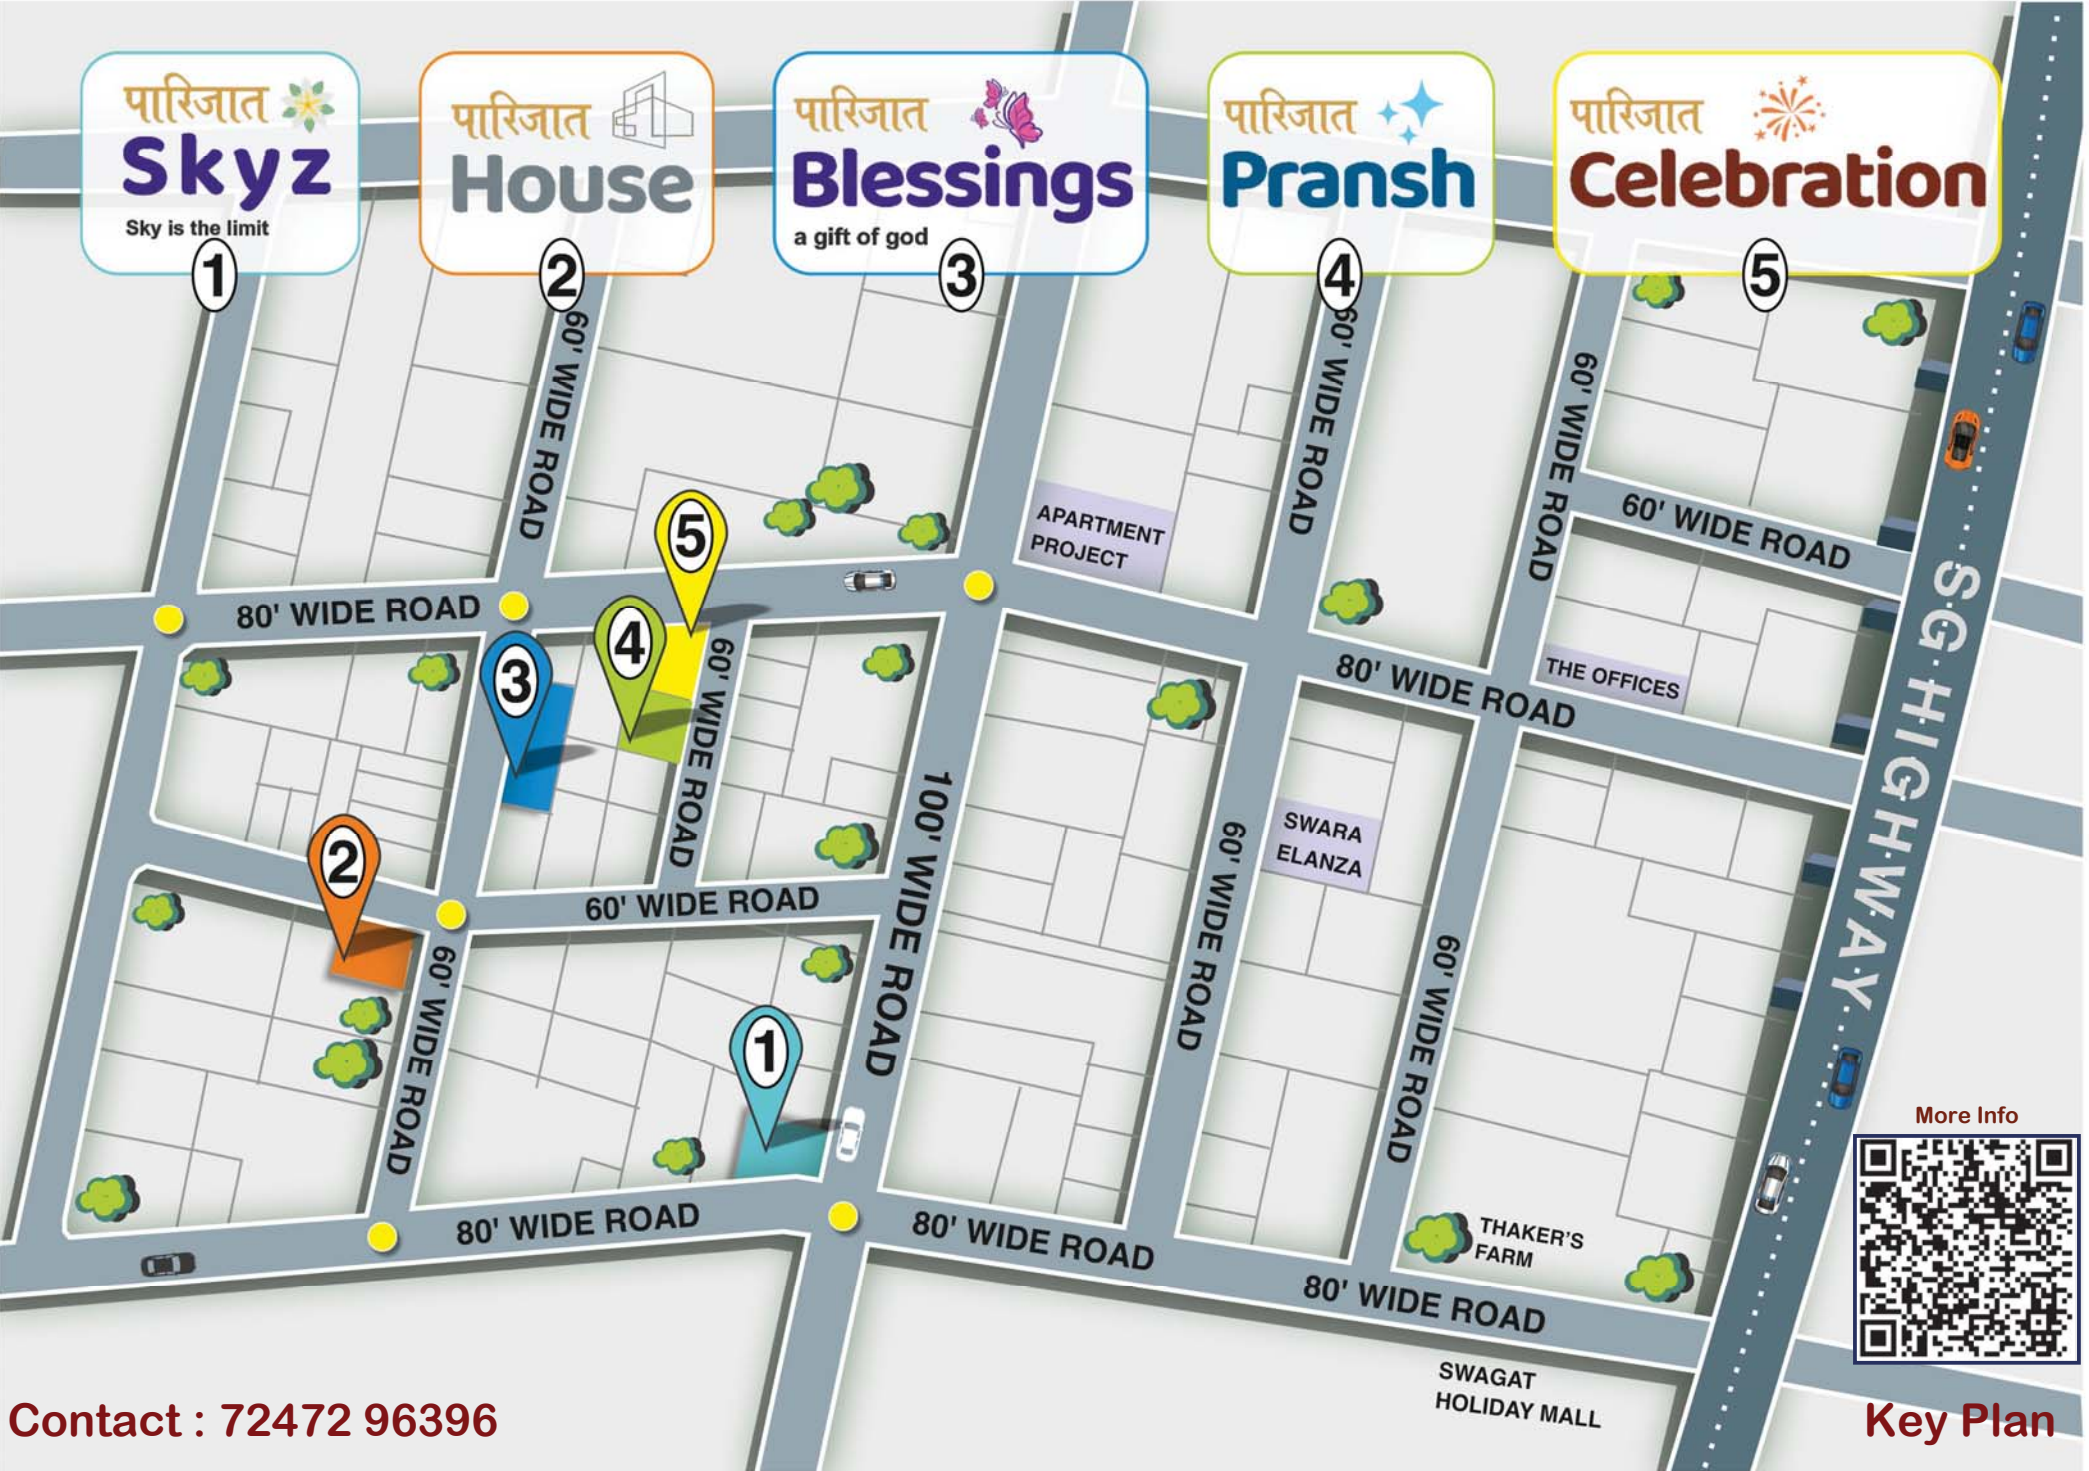 पारिजात
Skyz
Sky is the limit
1
पारिजात
House
2
पारिजात
Blessings
a gift of god
3
पारिजात
Pransh
4
पारिजात
Celebration
5
60' WIDE ROAD
60' WIDE ROAD
60' WIDE ROAD
60' WIDE ROAD
APARTMENT
PROJECT
5
80' WIDE ROAD
4
3
60' WIDE ROAD
80' WIDE ROAD
THE OFFICES
SG HIGHWAY
100' WIDE ROAD
SWARA
ELANZA
60' WIDE ROAD
2
60' WIDE ROAD
60' WIDE ROAD
60' WIDE ROAD
1
More Info
80' WIDE ROAD
80' WIDE ROAD
THAKER'S
FARM
80' WIDE ROAD
SWAGAT
HOLIDAY MALL
Contact : 72472 96396
Key Plan